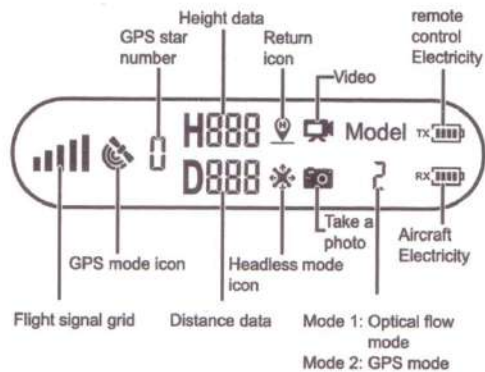 Height data
remote
control
Electricity
GPS star
number
Return
icon
Video
H888
Model
TX
0
D888
2
RX
Take a
photo
Aircraft
Electricity
GPS mode icon
Headless mode
icon
Flight signal grid
Distance data
Mode 1: Optical flow
mode
Mode 2: GPS mode